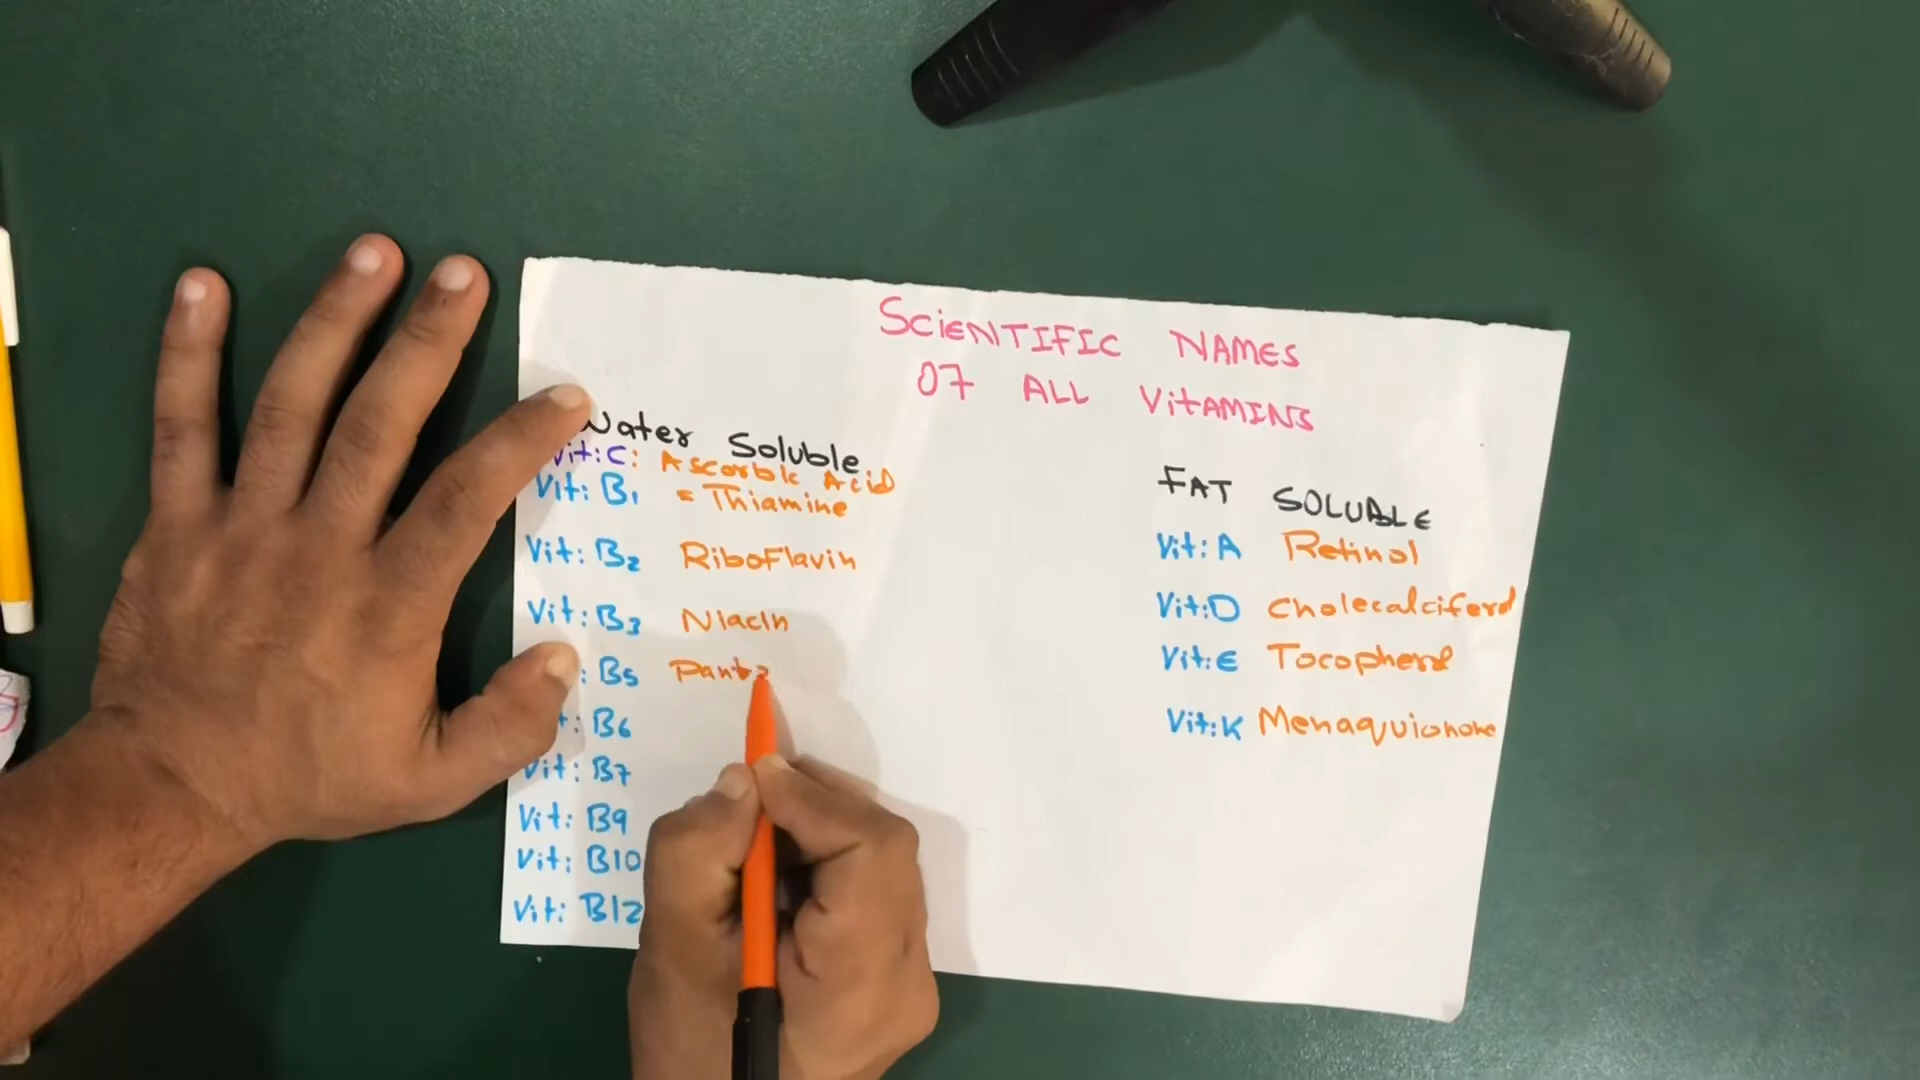 SCiENTIFIC NAMES
OF ALL VitAMINS
Water Soluble
Vit:C: Ascorbic Acid
Vit: B1 = Thiamine
Vit: B2 RiboFlavin
Vit: B3 Niacin
: B5 Panto
t: B6
Vit: B7
Vit: B9
Vit: B10
Vit: B12
FAT SOLUBLE
Vit: A Retinol
Vit:D Cholecalciferol
Vit:E Tocopherol
Vit:K Menaquionone